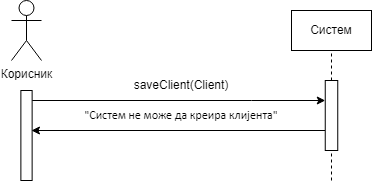 Систем
Корисник
saveClient(Client)
"Систем не може да креира клијента"